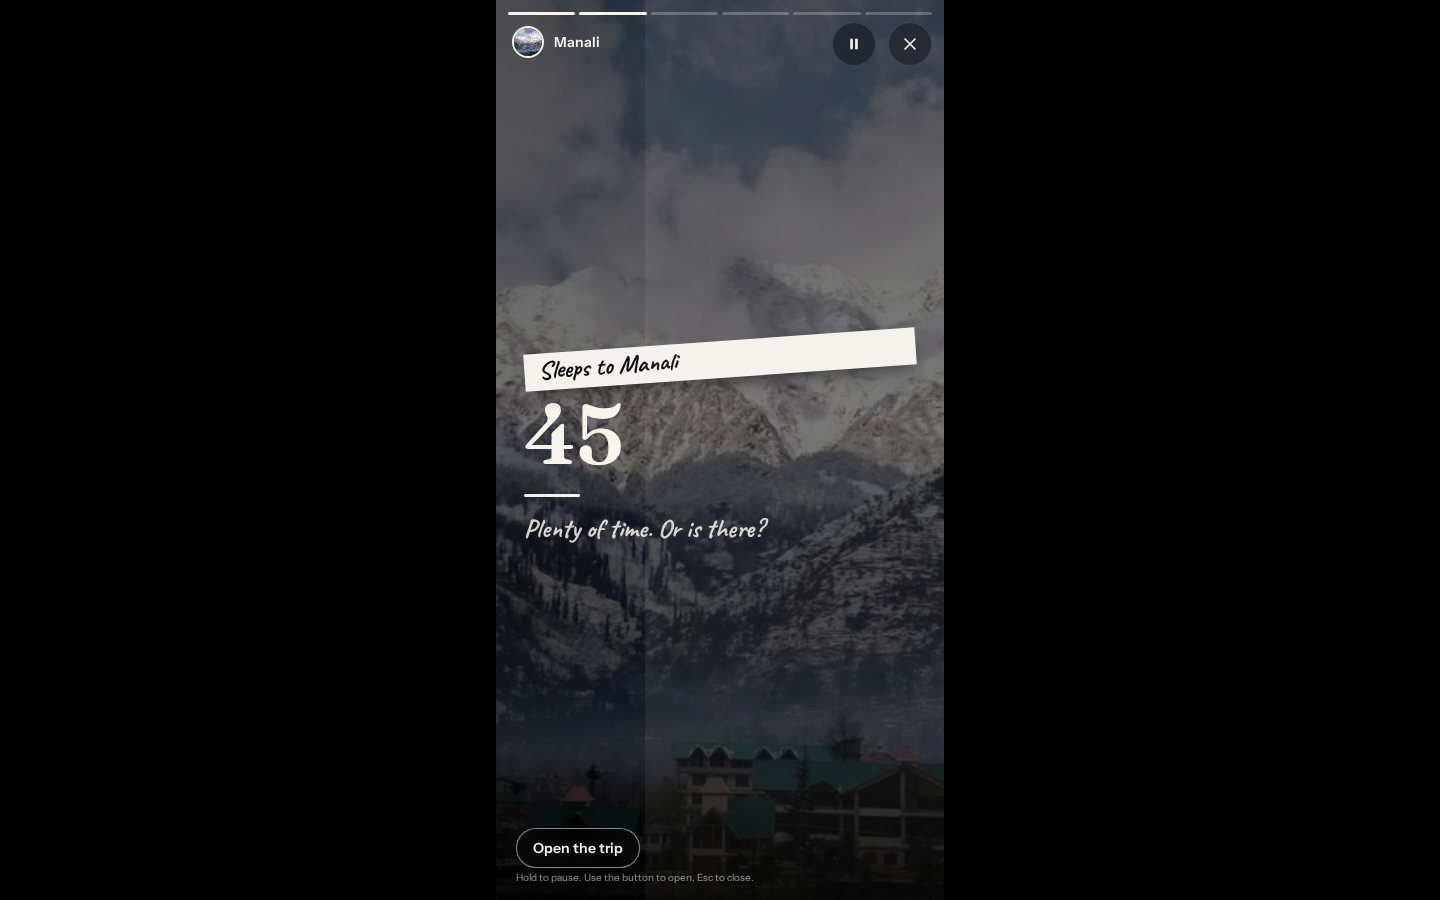 Manali
Sleeps to Manali
45
Plenty of time. Or is there?
Open the trip
Hold to pause. Use the button to open, Esc to close.